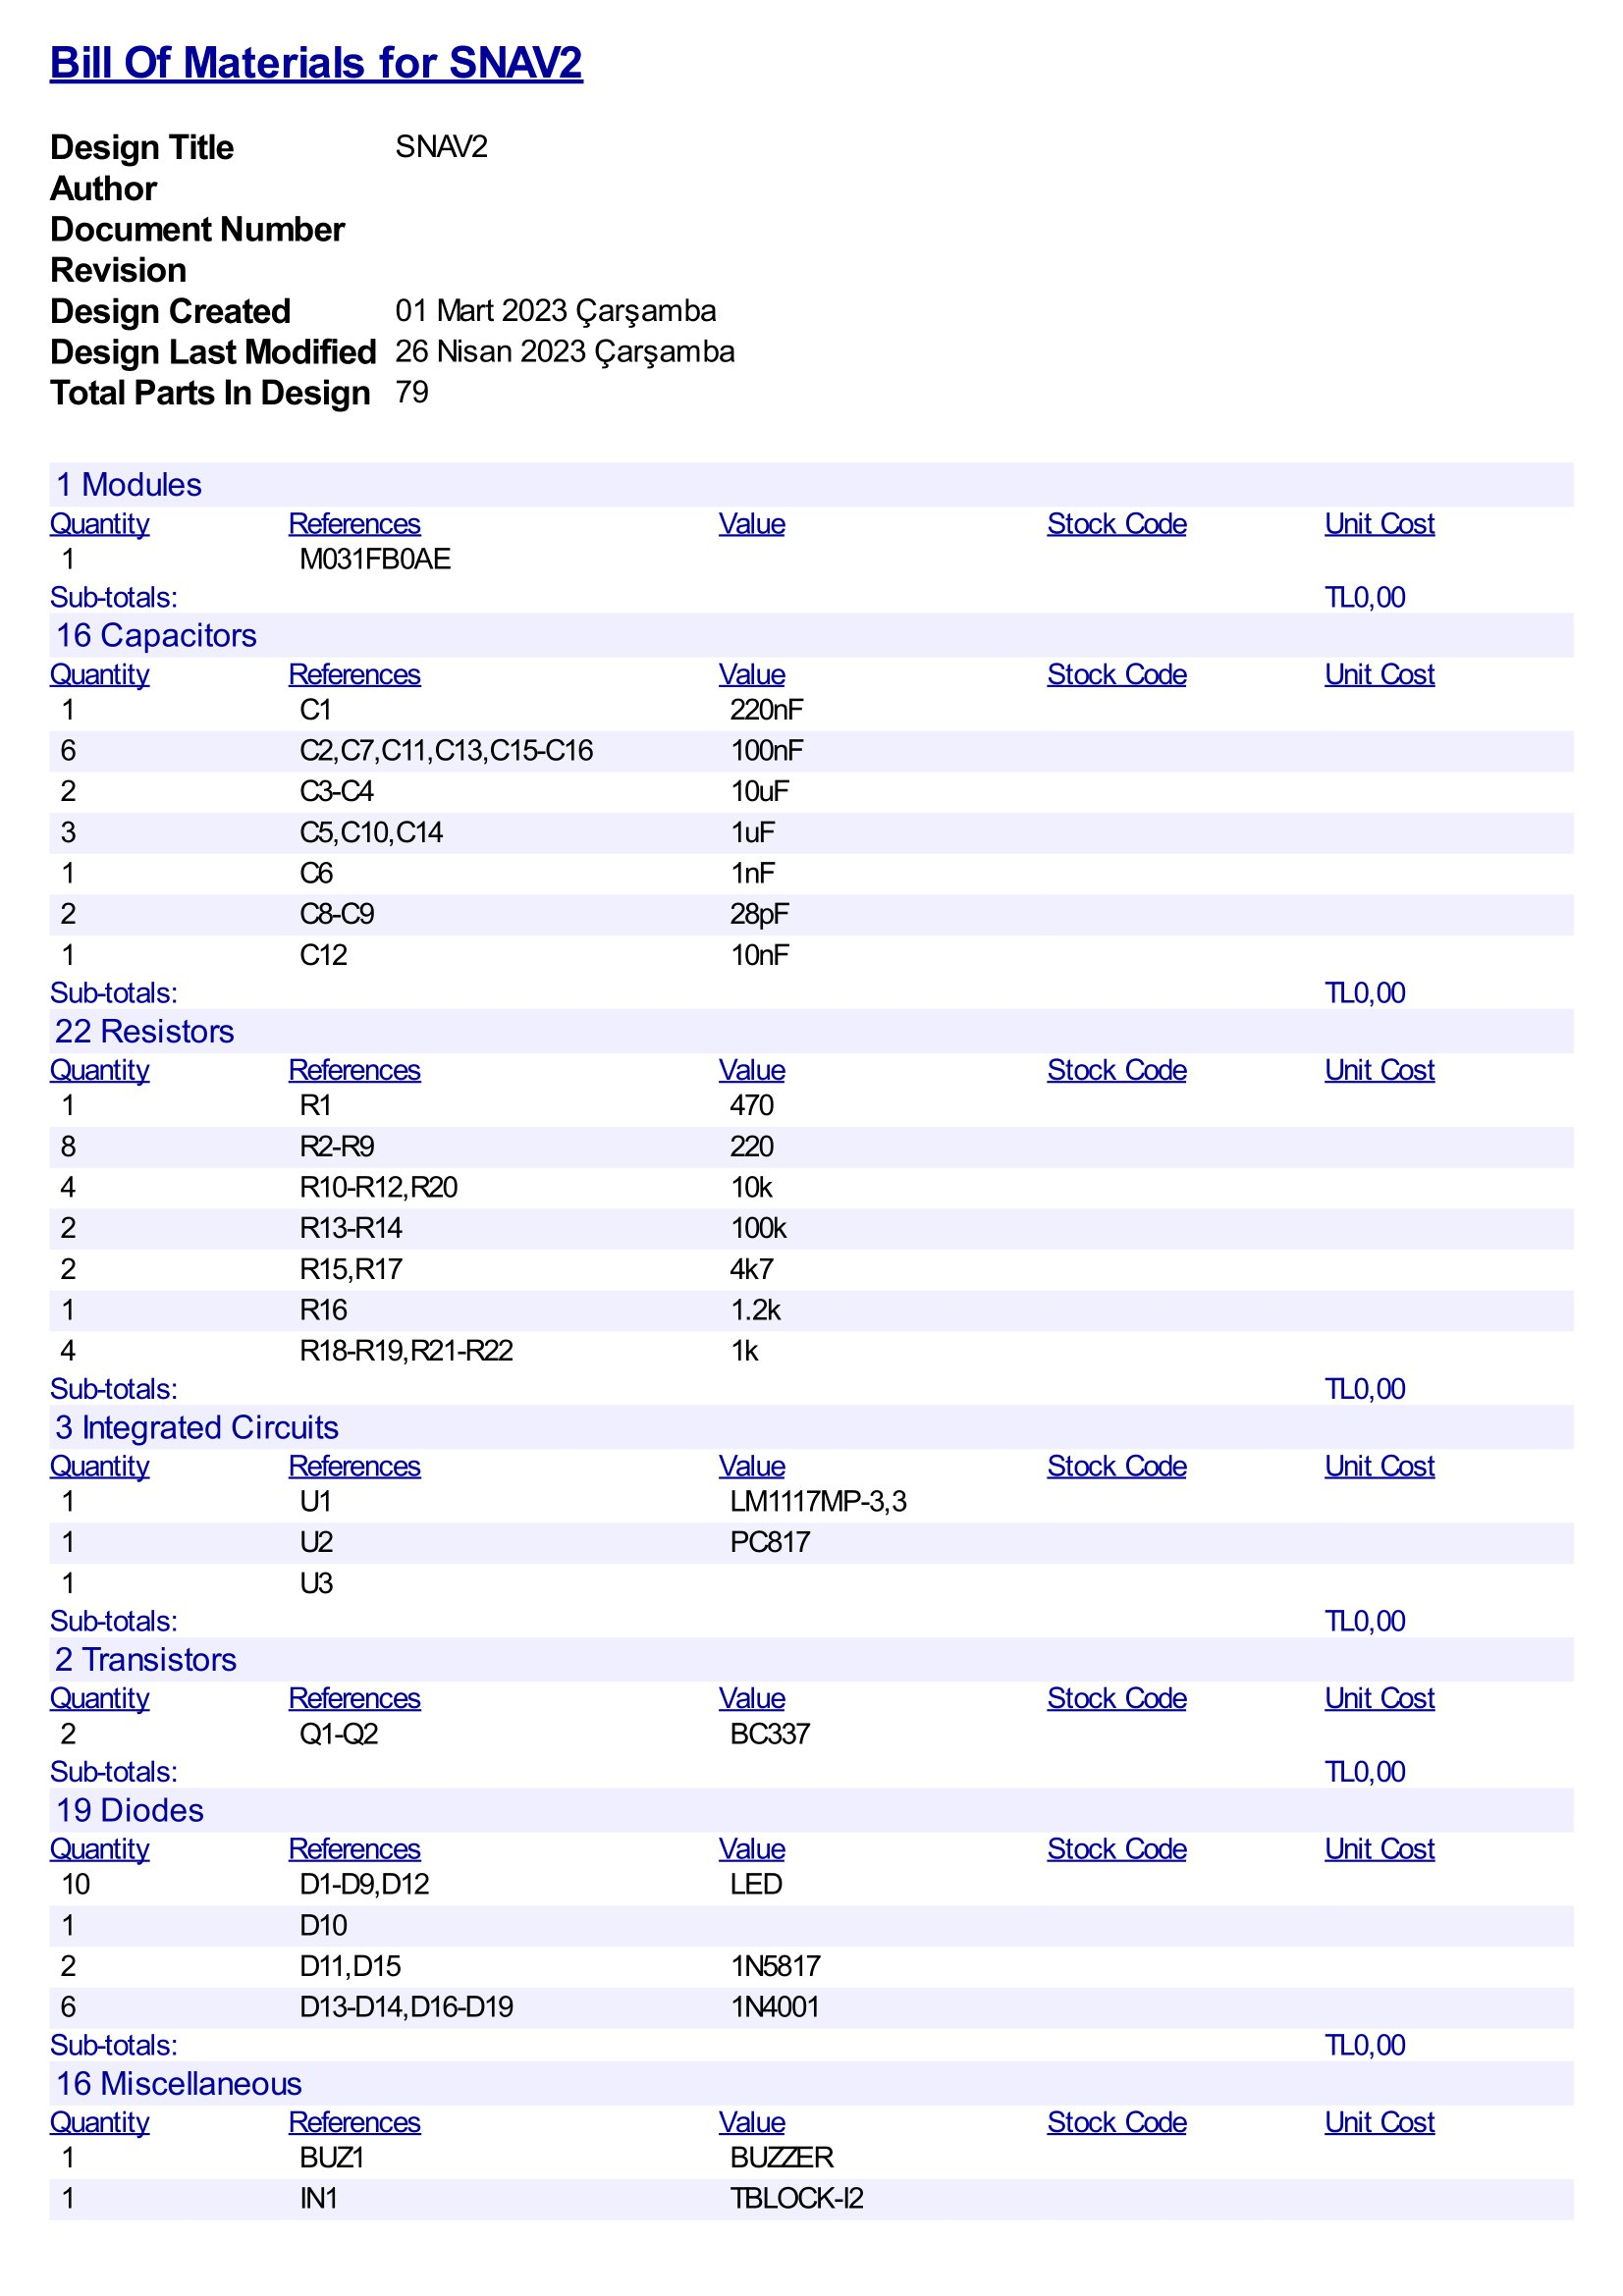 Bill Of Materials for SNAV2
Design Title SNAV2
Author
Document Number
Revision
Design Created 01 Mart 2023 Çarşamba
Design Last Modified 26 Nisan 2023 Çarşamba
Total Parts In Design 79
1 Modules
Quantity References Value Stock Code Unit Cost
1 M031FB0AE
Sub-totals: TL0,00
16 Capacitors
Quantity References Value Stock Code Unit Cost
1 C1 220nF
6 C2,C7,C11,C13,C15-C16 100nF
2 C3-C4 10uF
3 C5,C10,C14 1uF
1 C6 1nF
2 C8-C9 28pF
1 C12 10nF
Sub-totals: TL0,00
22 Resistors
Quantity References Value Stock Code Unit Cost
1 R1 470
8 R2-R9 220
4 R10-R12,R20 10k
2 R13-R14 100k
2 R15,R17 4k7
1 R16 1.2k
4 R18-R19,R21-R22 1k
Sub-totals: TL0,00
3 Integrated Circuits
Quantity References Value Stock Code Unit Cost
1 U1 LM1117MP-3,3
1 U2 PC817
1 U3
Sub-totals: TL0,00
2 Transistors
Quantity References Value Stock Code Unit Cost
2 Q1-Q2 BC337
Sub-totals: TL0,00
19 Diodes
Quantity References Value Stock Code Unit Cost
10 D1-D9,D12 LED
1 D10
2 D11,D15 1N5817
6 D13-D14,D16-D19 1N4001
Sub-totals: TL0,00
16 Miscellaneous
Quantity References Value Stock Code Unit Cost
1 BUZ1 BUZZER
1 IN1 TBLOCK-I2